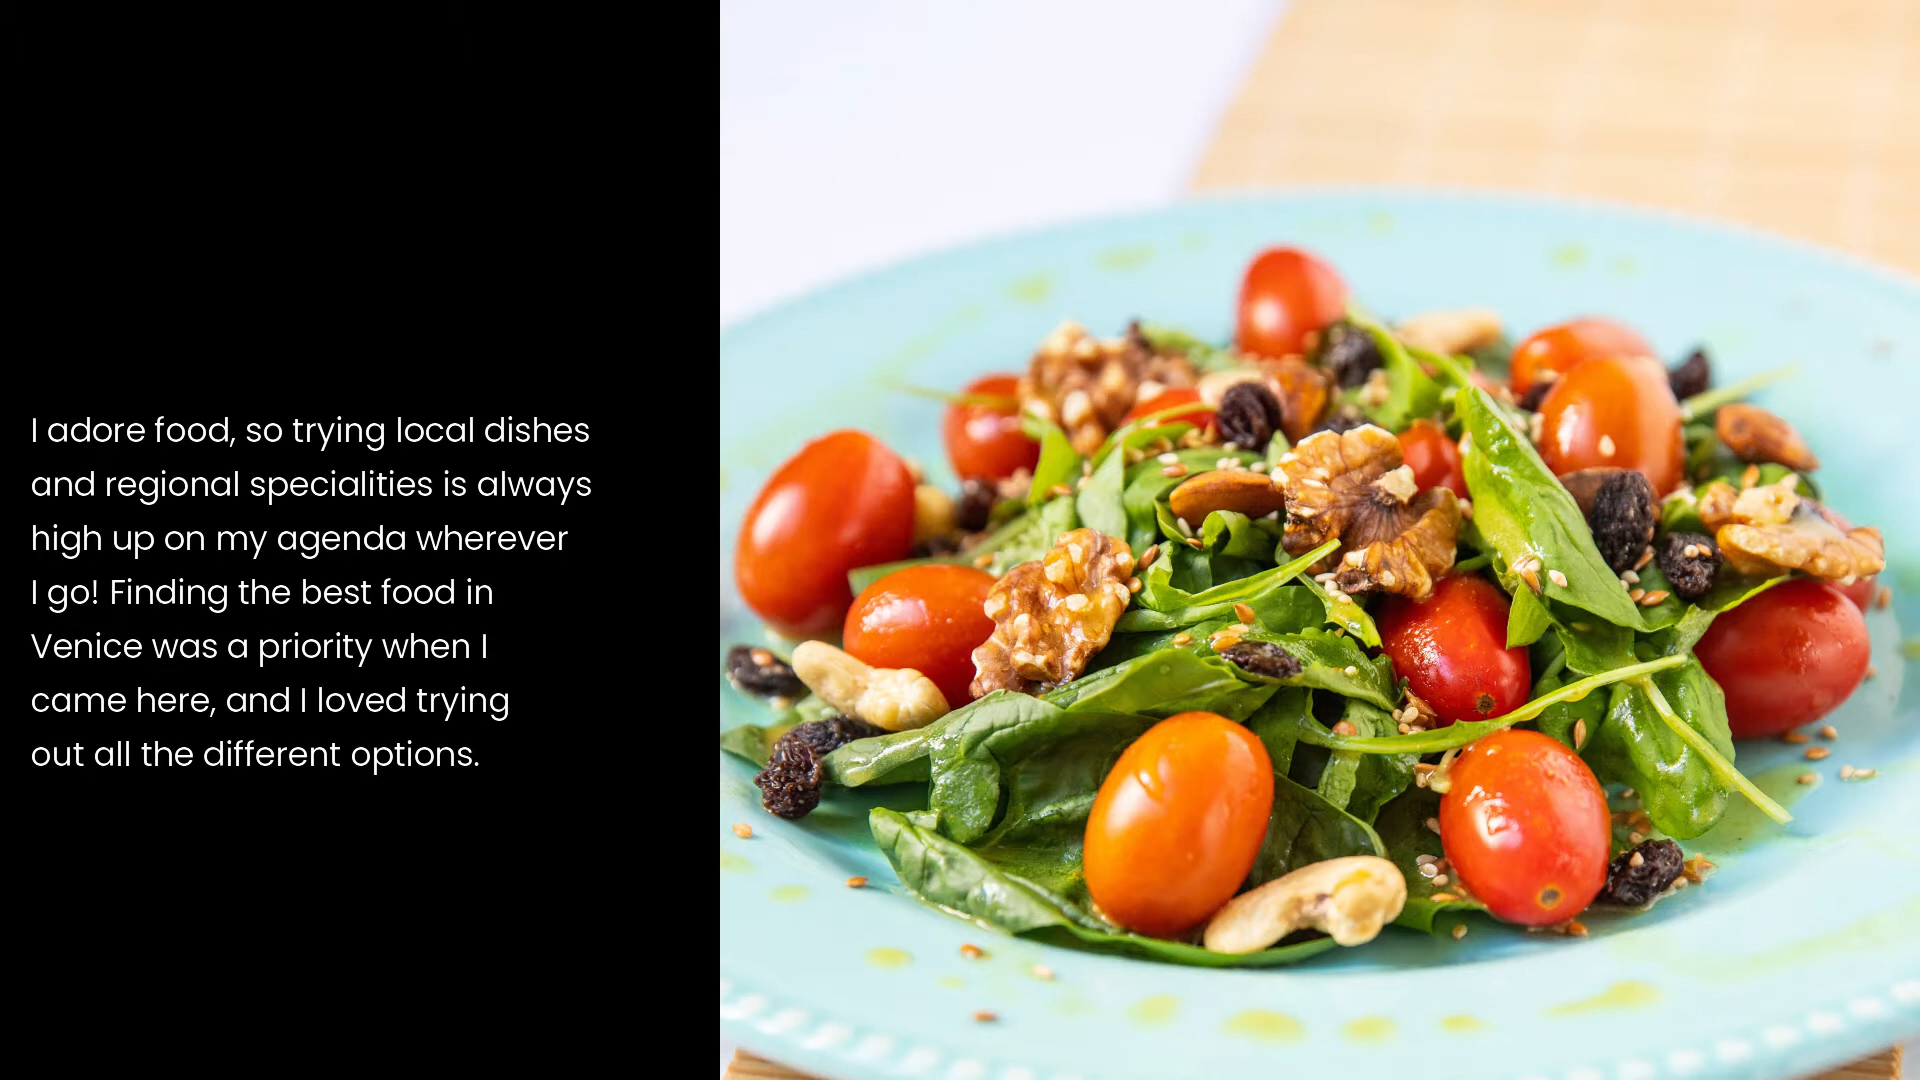 I adore food, so trying local dishes
and regional specialities is always
high up on my agenda wherever
I go! Finding the best food in
Venice was a priority when I
came here, and I loved trying
out all the different options.